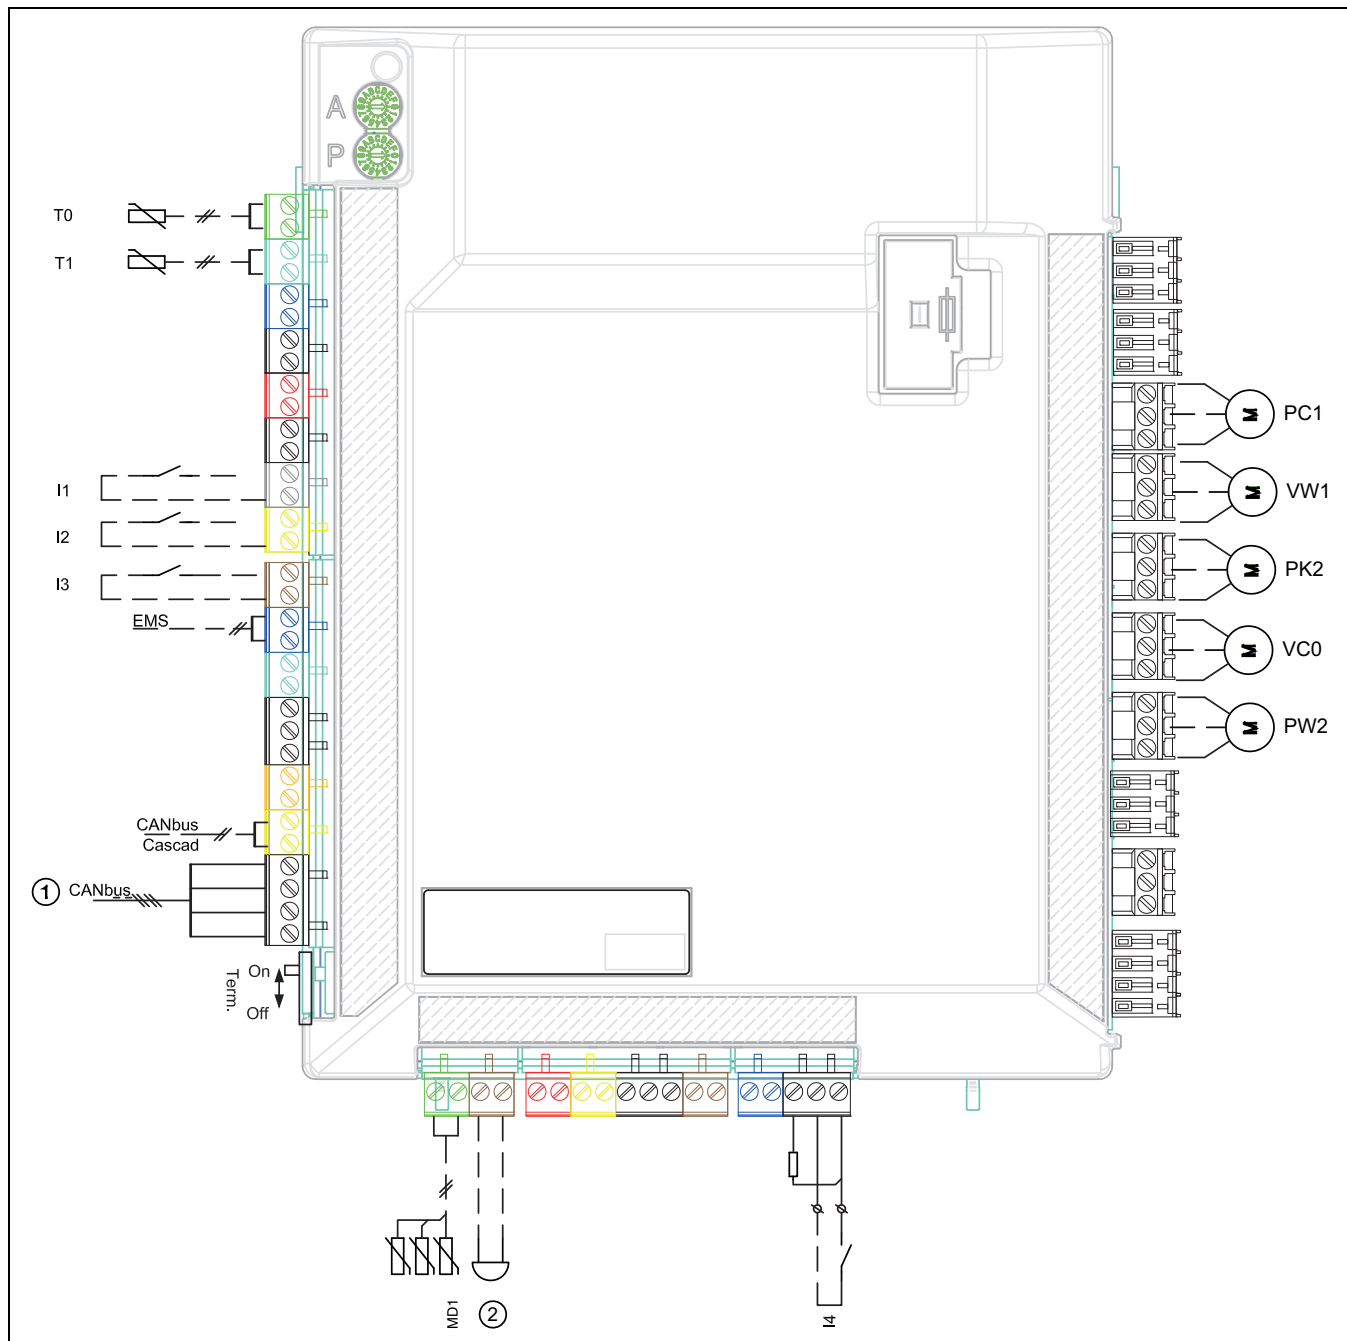 A
P
T0
T1
I1
I2
I3
EMS
CANbus
Cascad
1 CANbus
Term.
On
Off
M PC1
M VW1
M PK2
M VC0
M PW2
MD1
2
I4